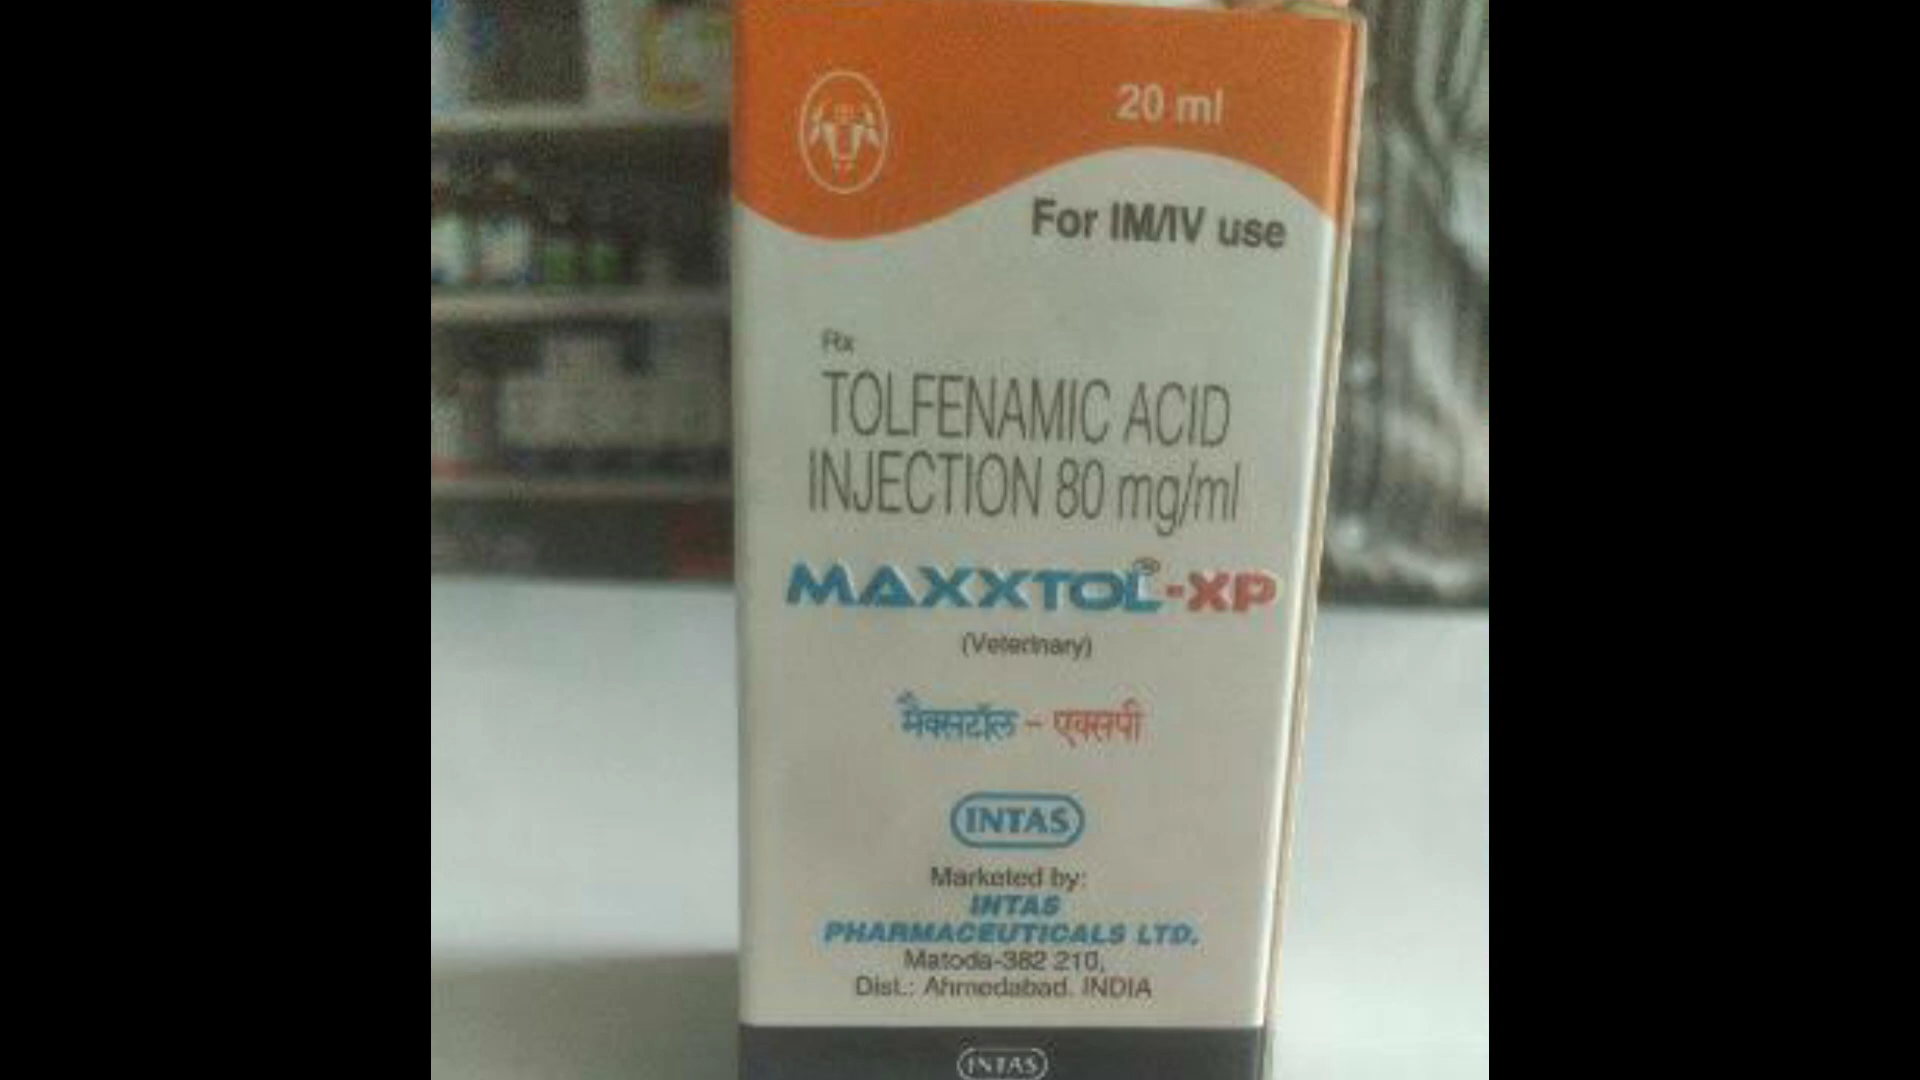 20 ml
For IM/IV use
Rx
TOLFENAMIC ACID
INJECTION 80 mg/ml
MAXXTOL™-XP
(Veterinary)
मैक्सटॉल - एक्सपी
INTAS
Marketed by:
INTAS
PHARMACEUTICALS LTD.
Matoda-382 210,
Dist.: Ahmedabad. INDIA
INTAS